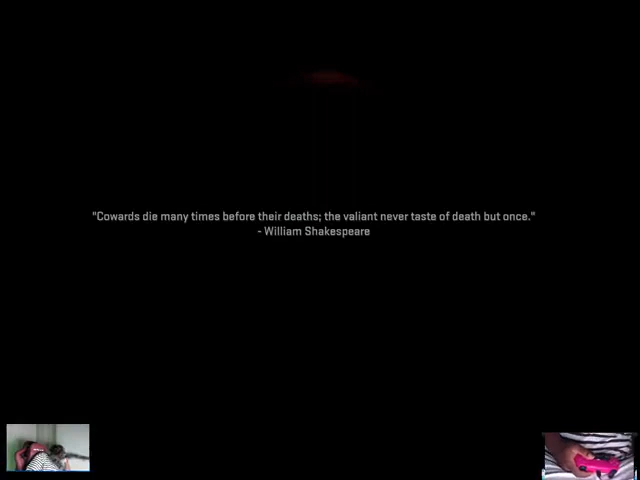 "Cowards die many times before their deaths; the valiant never taste of death but once."
- William Shakespeare